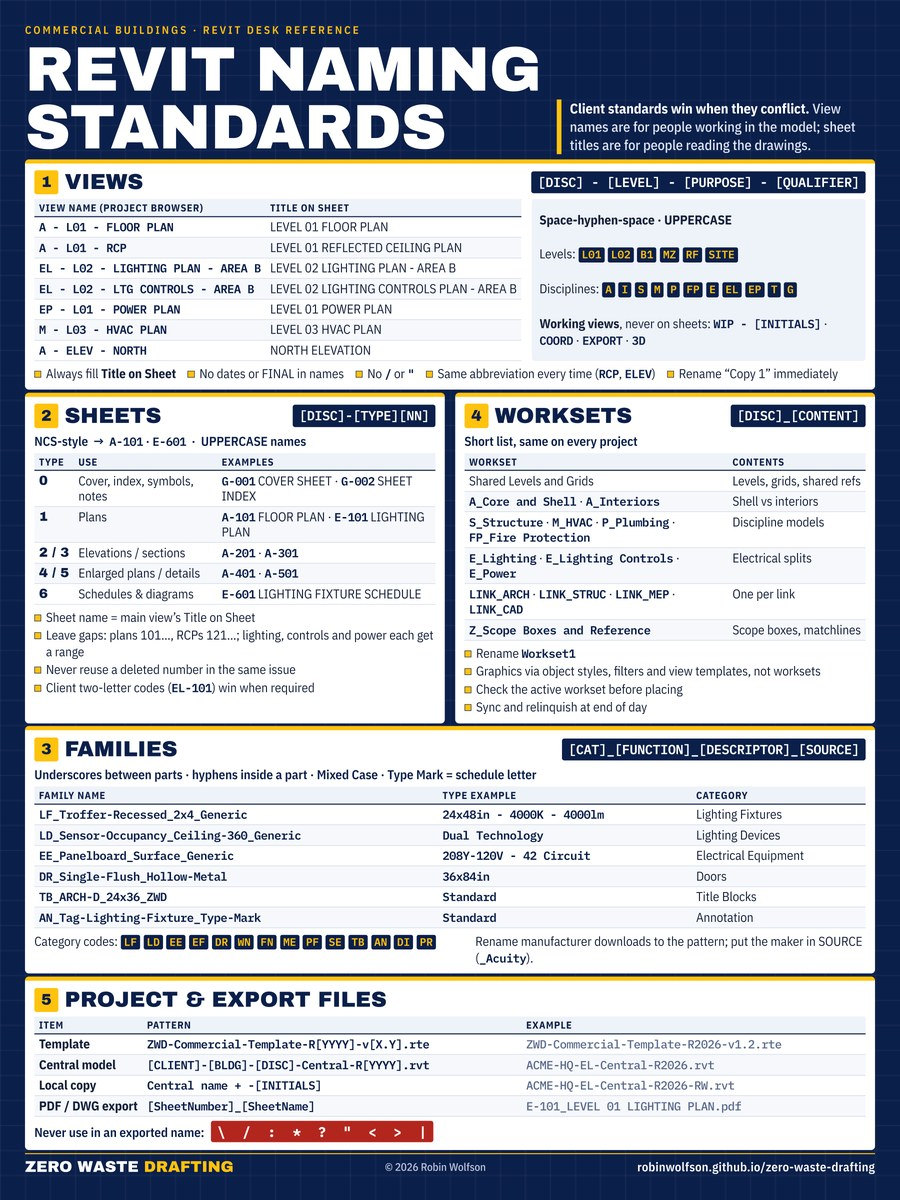 COMMERCIAL BUILDINGS · REVIT DESK REFERENCE
REVIT NAMING
STANDARDS
Client standards win when they conflict. View
names are for people working in the model; sheet
titles are for people reading the drawings.
1 VIEWS
[DISC] - [LEVEL] - [PURPOSE] - [QUALIFIER]
VIEW NAME (PROJECT BROWSER) TITLE ON SHEET
A - L01 - FLOOR PLAN LEVEL 01 FLOOR PLAN
A - L01 - RCP LEVEL 01 REFLECTED CEILING PLAN
EL - L02 - LIGHTING PLAN - AREA B LEVEL 02 LIGHTING PLAN - AREA B
EL - L02 - LTG CONTROLS - AREA B LEVEL 02 LIGHTING CONTROLS PLAN - AREA B
EP - L01 - POWER PLAN LEVEL 01 POWER PLAN
M - L03 - HVAC PLAN LEVEL 03 HVAC PLAN
A - ELEV - NORTH NORTH ELEVATION
Space-hyphen-space · UPPERCASE
Levels: L01 L02 B1 MZ RF SITE
Disciplines: A I S M P FP E EL EP T G
Working views, never on sheets: WIP - [INITIALS] ·
COORD · EXPORT · 3D
Always fill Title on Sheet No dates or FINAL in names No / or " Same abbreviation every time (RCP, ELEV) Rename “Copy 1” immediately
2 SHEETS
[DISC]-[TYPE][NN]
NCS-style → A-101 · E-601 · UPPERCASE names
TYPE USE EXAMPLES
0 Cover, index, symbols, G-001 COVER SHEET · G-002 SHEET
notes INDEX
1 Plans A-101 FLOOR PLAN · E-101 LIGHTING
PLAN
2 / 3 Elevations / sections A-201 · A-301
4 / 5 Enlarged plans / details A-401 · A-501
6 Schedules & diagrams E-601 LIGHTING FIXTURE SCHEDULE
Sheet name = main view’s Title on Sheet
Leave gaps: plans 101…, RCPs 121…; lighting, controls and power each get
a range
Never reuse a deleted number in the same issue
Client two-letter codes (EL-101) win when required
4 WORKSETS
[DISC]_[CONTENT]
Short list, same on every project
WORKSET CONTENTS
Shared Levels and Grids Levels, grids, shared refs
A_Core and Shell · A_Interiors Shell vs interiors
S_Structure · M_HVAC · P_Plumbing · Discipline models
FP_Fire Protection
E_Lighting · E_Lighting Controls · Electrical splits
E_Power
LINK_ARCH · LINK_STRUC · LINK_MEP · One per link
LINK_CAD
Z_Scope Boxes and Reference Scope boxes, matchlines
Rename Workset1
Graphics via object styles, filters and view templates, not worksets
Check the active workset before placing
Sync and relinquish at end of day
3 FAMILIES
[CAT]_[FUNCTION]_[DESCRIPTOR]_[SOURCE]
Underscores between parts · hyphens inside a part · Mixed Case · Type Mark = schedule letter
FAMILY NAME TYPE EXAMPLE CATEGORY
LF_Troffer-Recessed_2x4_Generic 24x48in - 4000K - 4000lm Lighting Fixtures
LD_Sensor-Occupancy_Ceiling-360_Generic Dual Technology Lighting Devices
EE_Panelboard_Surface_Generic 208Y-120V - 42 Circuit Electrical Equipment
DR_Single-Flush_Hollow-Metal 36x84in Doors
TB_ARCH-D_24x36_ZWD Standard Title Blocks
AN_Tag-Lighting-Fixture_Type-Mark Standard Annotation
Category codes: LF LD EE EF DR WN FN ME PF SE TB AN DI PR
Rename manufacturer downloads to the pattern; put the maker in SOURCE
(_Acuity).
5 PROJECT & EXPORT FILES
ITEM PATTERN EXAMPLE
Template ZWD-Commercial-Template-R[YYYY]-v[X.Y].rte ZWD-Commercial-Template-R2026-v1.2.rte
Central model [CLIENT]-[BLDG]-[DISC]-Central-R[YYYY].rvt ACME-HQ-EL-Central-R2026.rvt
Local copy Central name + -[INITIALS] ACME-HQ-EL-Central-R2026-RW.rvt
PDF / DWG export [SheetNumber]_[SheetName] E-101_LEVEL 01 LIGHTING PLAN.pdf
Never use in an exported name: \ / : * ? " < > |
ZERO WASTE DRAFTING
© 2026 Robin Wolfson
robinwolfson.github.io/zero-waste-drafting